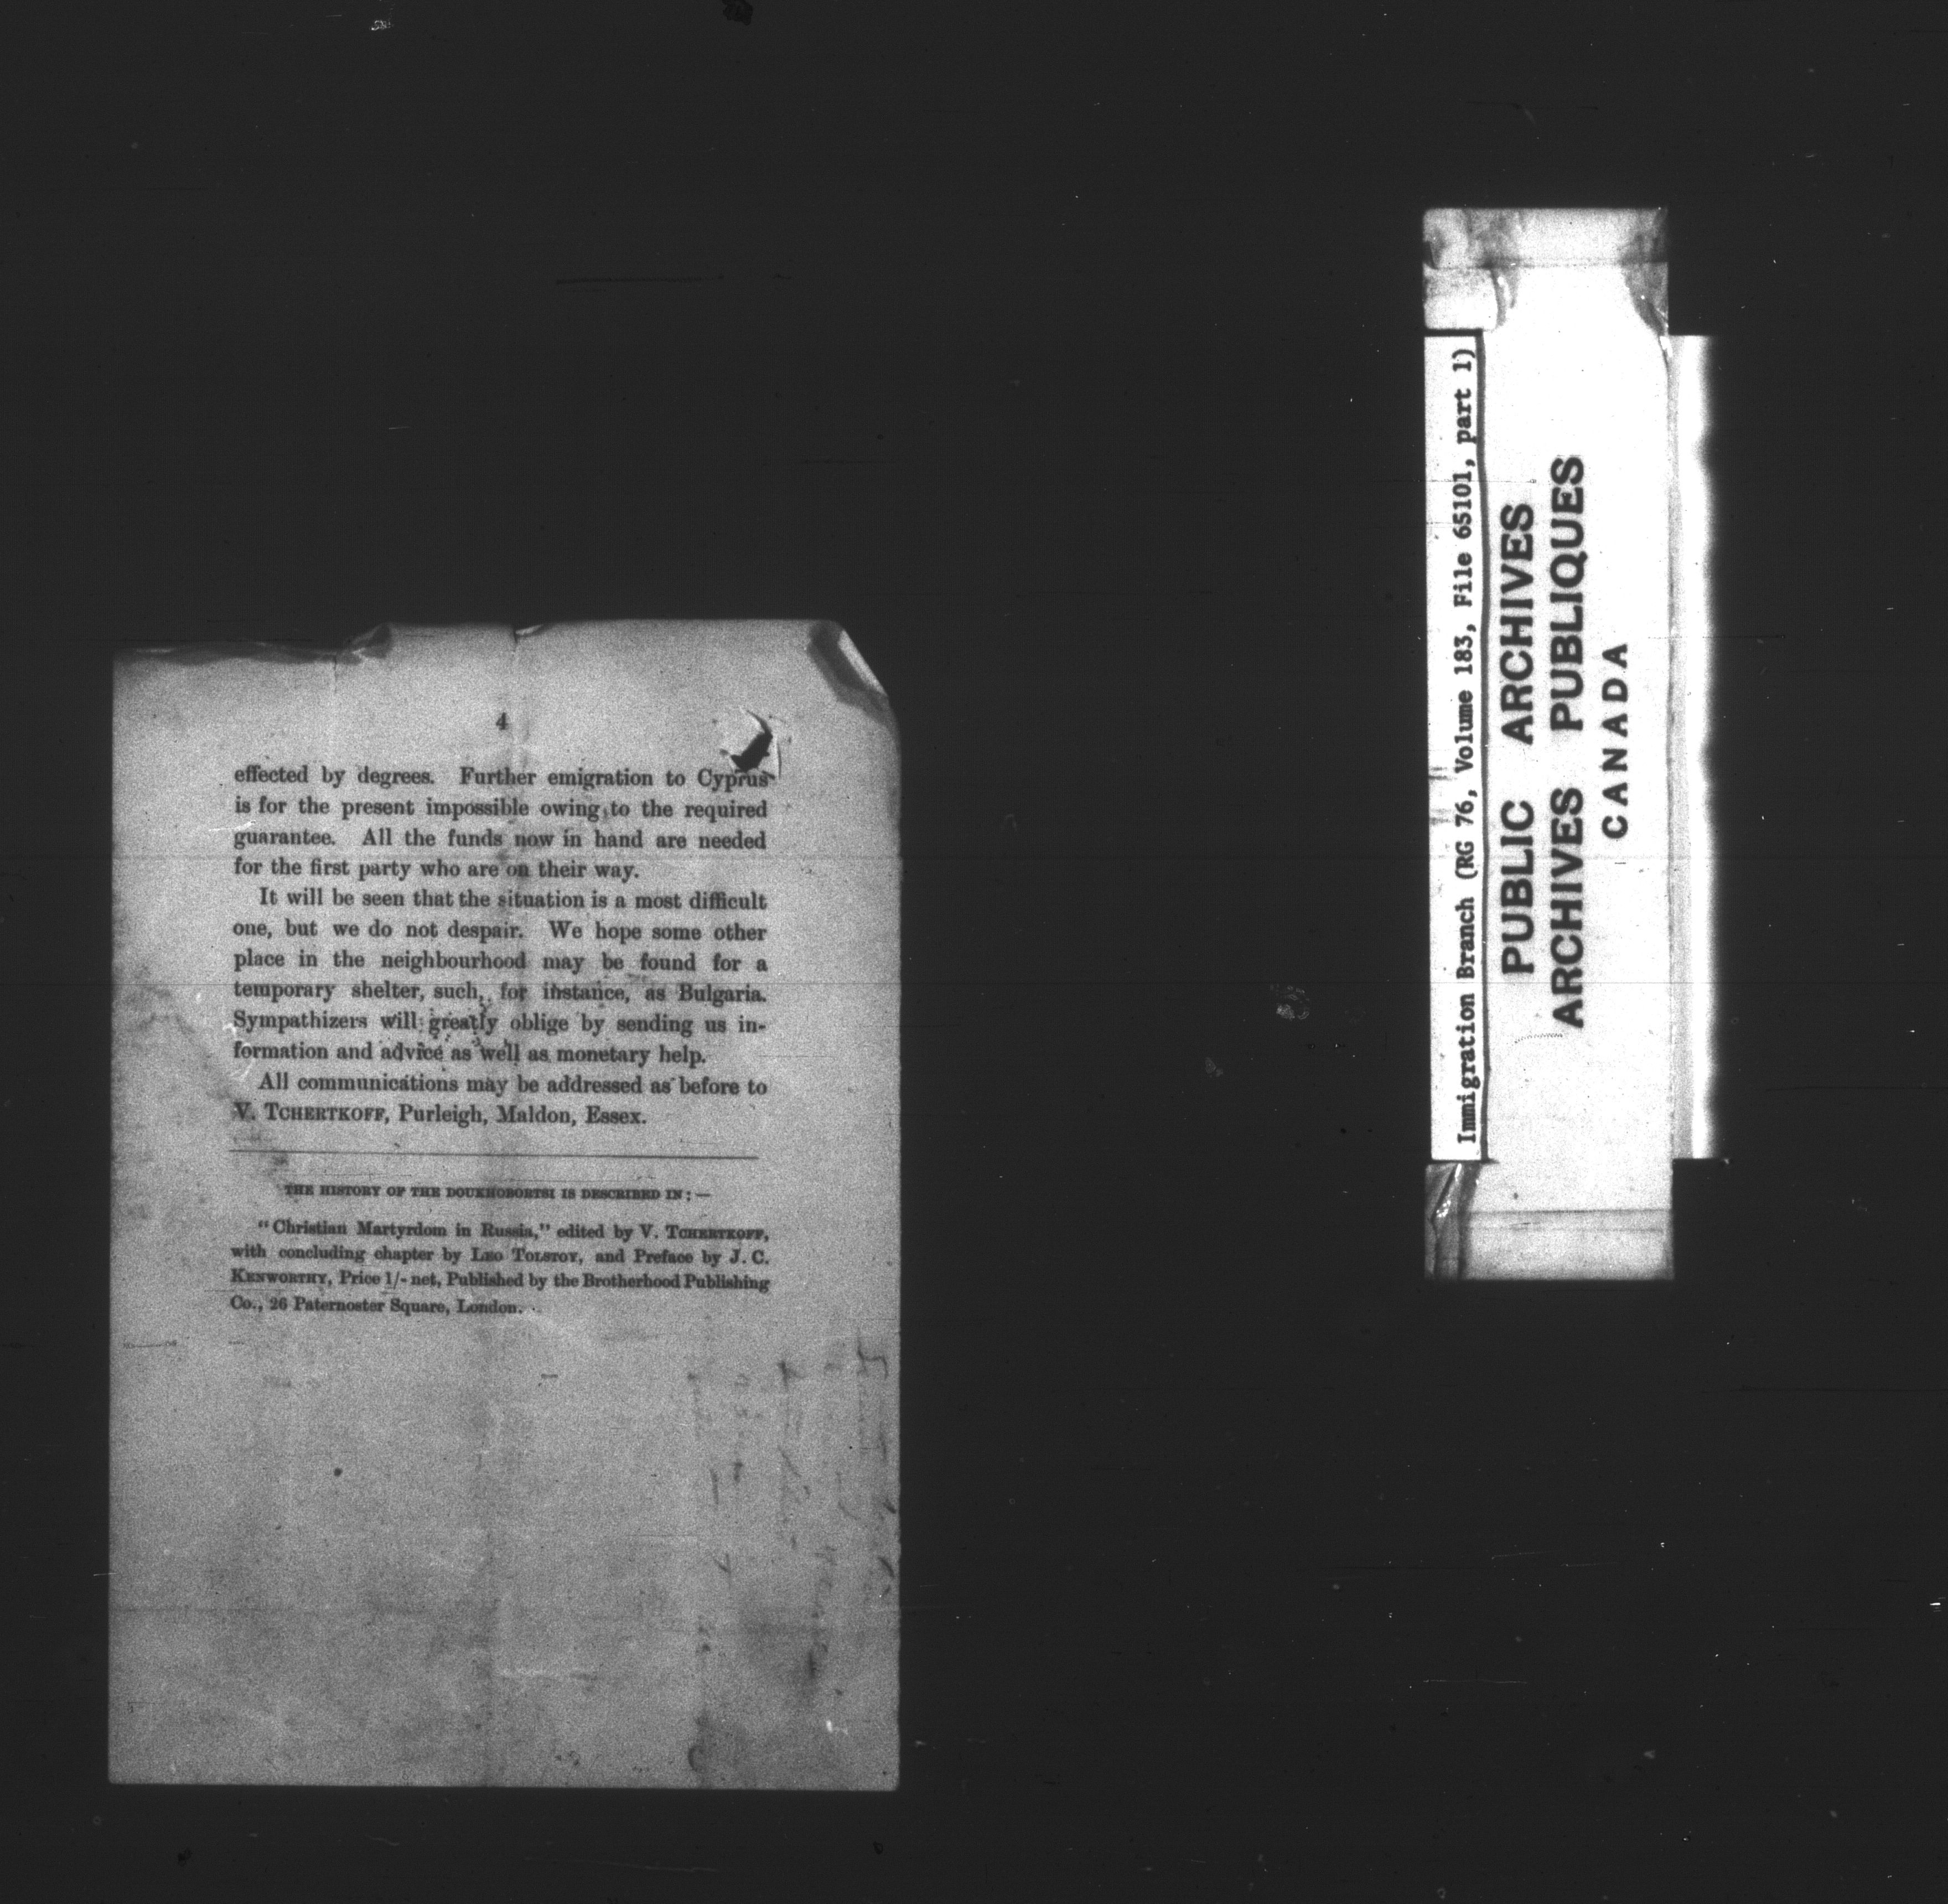 4
effected by degrees. Further emigration to Cyprus
is for the present impossible owing to the required
guarantee. All the funds now in hand are needed
for the first party who are on their way.
It will be seen that the situation is a most difficult
one, but we do not despair. We hope some other
place in the neighbourhood may be found for a
temporary shelter, such, for instance, as Bulgaria.
Sympathizers will greatly oblige by sending us in-
formation and advice as well as monetary help.
All communications may be addressed as before to
V. TCHERTKOFF, Purleigh, Maldon, Essex.
THE HISTORY OF THE DOUKHOBORTSI IS DESCRIBED IN:—
"Christian Martyrdom in Russia," edited by V. TCHERTKOFF,
with concluding chapter by LEO TOLSTOY, and Preface by J. C.
KENWORTHY, Price 1/- net, Published by the Brotherhood Publishing
Co., 26 Paternoster Square, London.
Immigration Branch (RG 76, Volume 183, File 65101, part 1)
PUBLIC ARCHIVES
ARCHIVES PUBLIQUES
CANADA